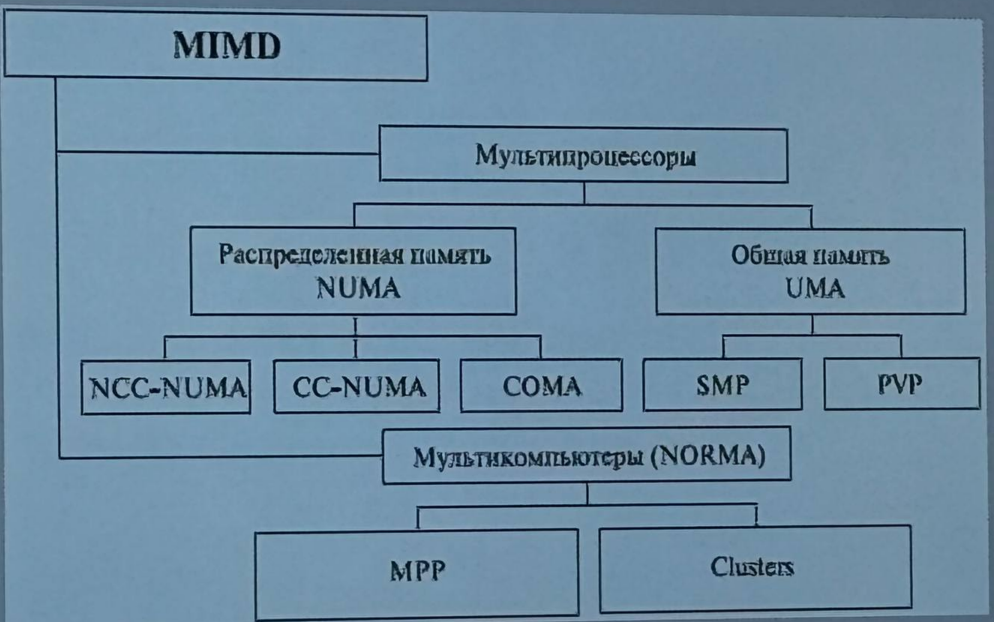 MIMD
Мультипроцессоры
Распределенная память
NUMA
Общая память
UMA
NCC-NUMA
CC-NUMA
COMA
SMP
PVP
Мультикомпьютеры (NORMA)
MPP
Clusters